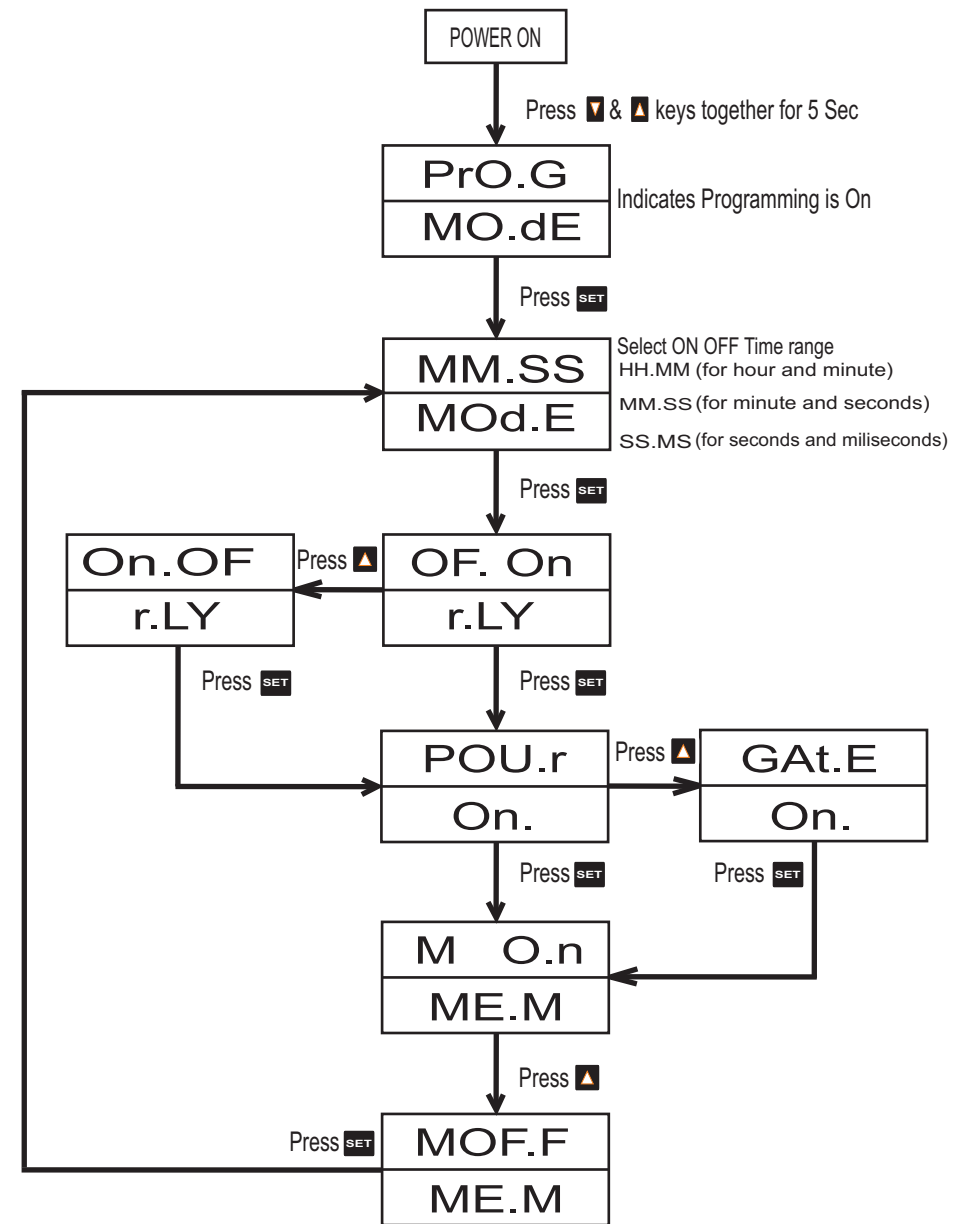 POWER ON
Press ▼ & ▲ keys together for 5 Sec
PrO.G
MO.dE
Indicates Programming is On
Press SET
MM.SS
MOd.E
Select ON OFF Time range
HH.MM (for hour and minute)
MM.SS (for minute and seconds)
SS.MS (for seconds and miliseconds)
Press SET
On.OF
r.LY
Press ▲
OF. On
r.LY
Press SET
Press SET
POU.r
On.
Press ▲
GAt.E
On.
Press SET
Press SET
M O.n
ME.M
Press ▲
Press SET
MOF.F
ME.M